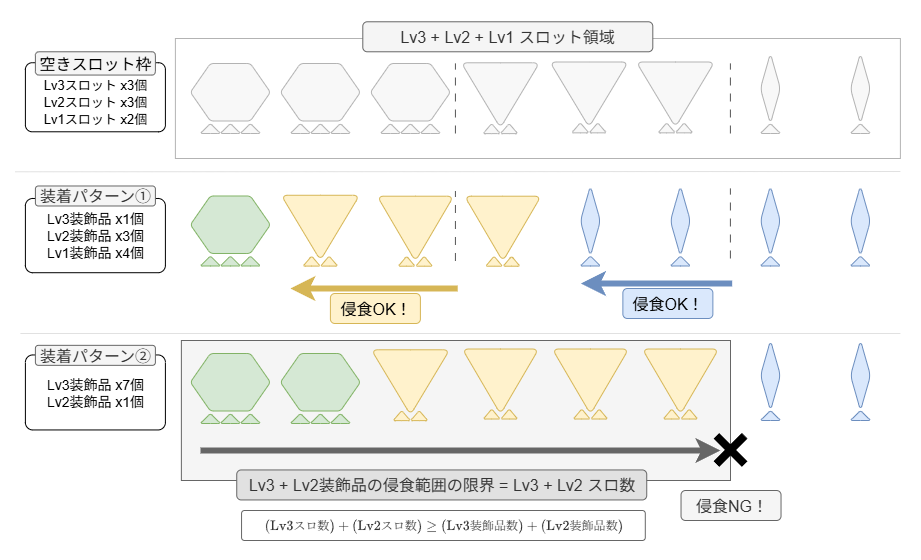 Lv3 + Lv2 + Lv1 スロット領域
空きスロット枠
Lv3スロット x3個
Lv2スロット x3個
Lv1スロット x2個
装着パターン①
Lv3装飾品 x1個
Lv2装飾品 x3個
Lv1装飾品 x4個
侵食OK！
侵食OK！
装着パターン②
Lv3装飾品 x7個
Lv2装飾品 x1個
Lv3 + Lv2装飾品の侵食範囲の限界 = Lv3 + Lv2 スロ数
侵食NG！
(Lv3スロ数) + (Lv2スロ数) ≥ (Lv3装飾品数) + (Lv2装飾品数)